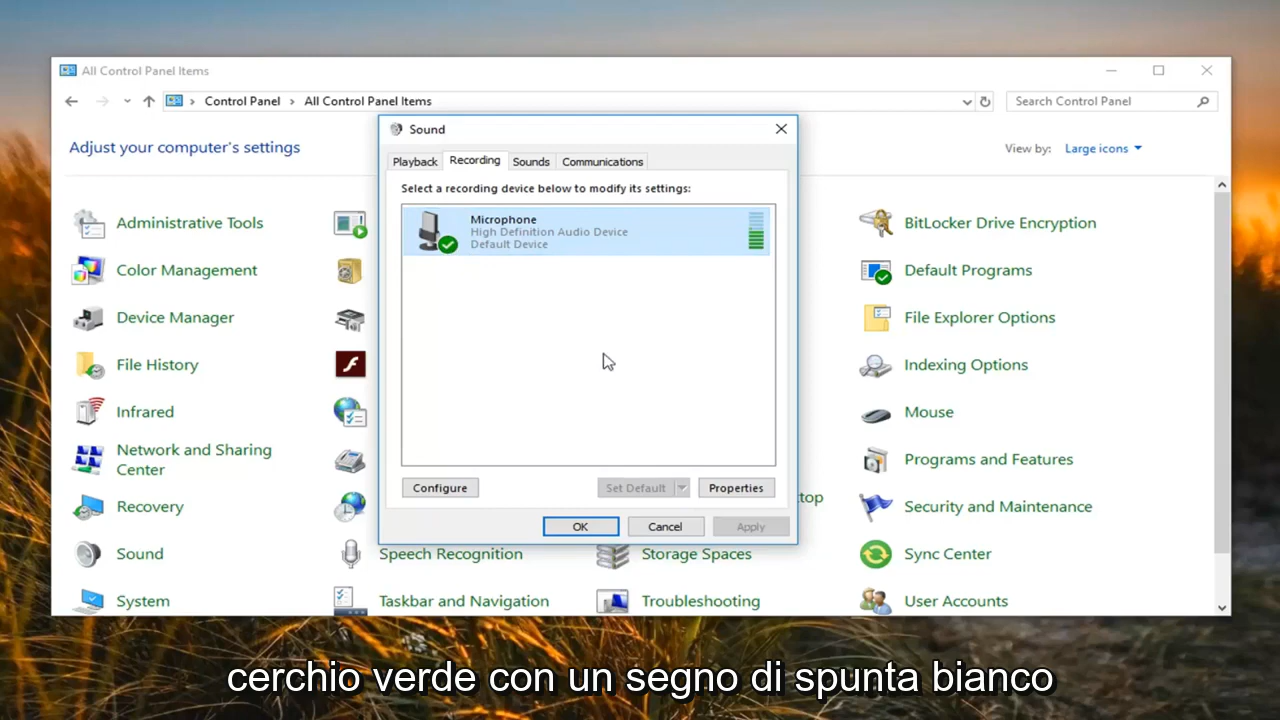 All Control Panel Items
Control Panel
All Control Panel Items
Search Control Panel
Adjust your computer's settings
View by:
Large icons
Sound
Playback
Recording
Sounds
Communications
Select a recording device below to modify its settings:
Microphone
High Definition Audio Device
Default Device
Configure
Set Default
Properties
OK
Cancel
Apply
Administrative Tools
BitLocker Drive Encryption
Color Management
Default Programs
Device Manager
File Explorer Options
File History
Indexing Options
Infrared
Mouse
Network and Sharing
Center
Programs and Features
Recovery
top
Security and Maintenance
Sound
Speech Recognition
Storage Spaces
Sync Center
System
Taskbar and Navigation
Troubleshooting
User Accounts
cerchio verde con un segno di spunta bianco